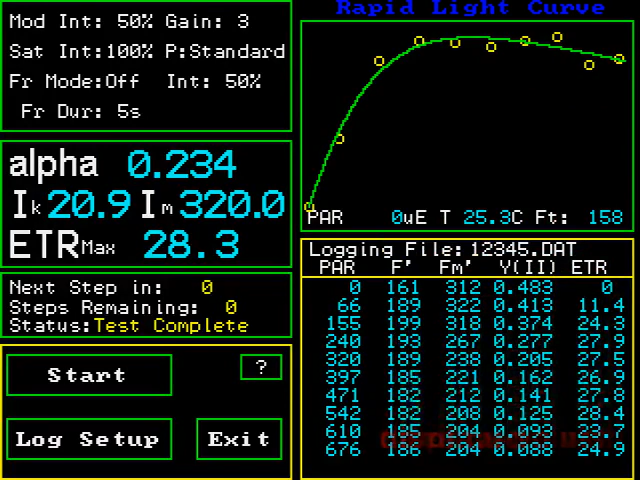 Mod Int: 50% Gain: 3
Sat Int:100% P:Standard
Fr Mode:Off Int: 50%
Fr Dur: 5s
alpha 0.234
Ik 20.9 Im 320.0
ETRMax 28.3
Next Step in: 0
Steps Remaining: 0
Status:Test Complete
Start
?
Log Setup
Exit
Rapid Light Curve
PAR 0uE T 25.3C Ft: 158
Logging File:12345.DAT
PAR F' Fm' Y(II) ETR
0 161 312 0.483 0
66 189 322 0.413 11.4
155 199 318 0.374 24.3
240 193 267 0.277 27.9
320 189 238 0.205 27.5
397 185 221 0.162 26.9
471 182 212 0.141 27.8
542 182 208 0.125 28.4
610 185 204 0.093 23.7
676 186 204 0.088 24.9